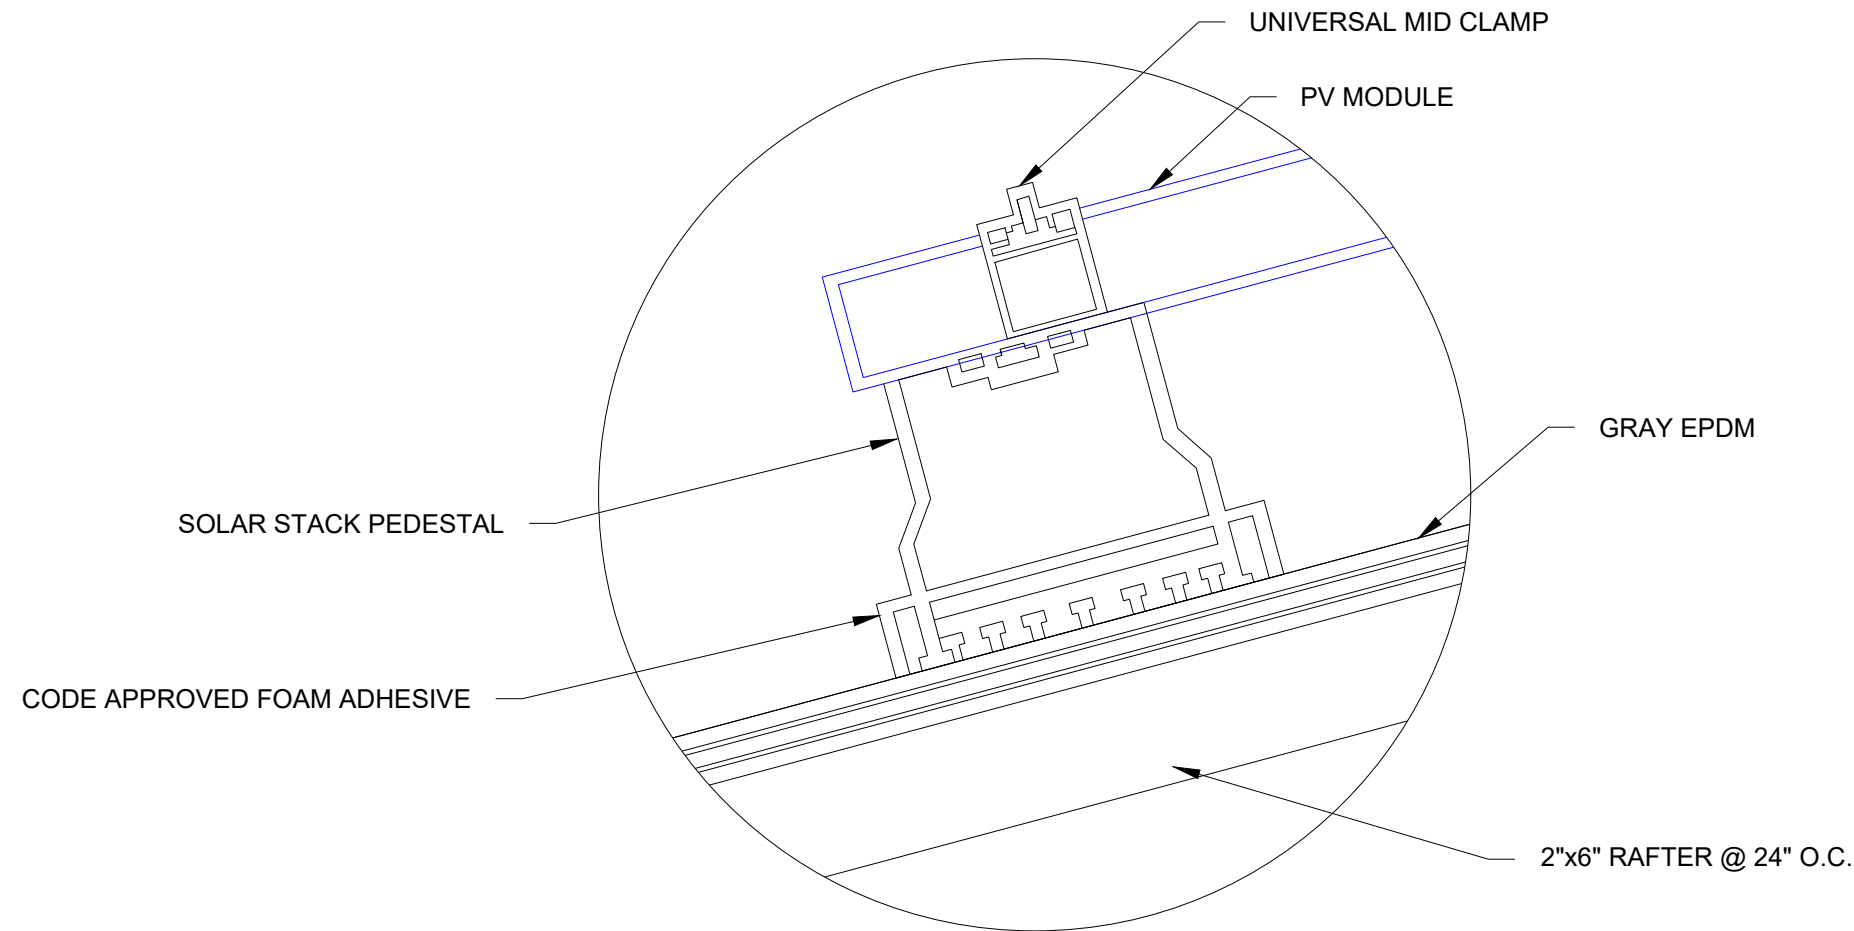 UNIVERSAL MID CLAMP
PV MODULE
GRAY EPDM
SOLAR STACK PEDESTAL
CODE APPROVED FOAM ADHESIVE
2"x6" RAFTER @ 24" O.C.